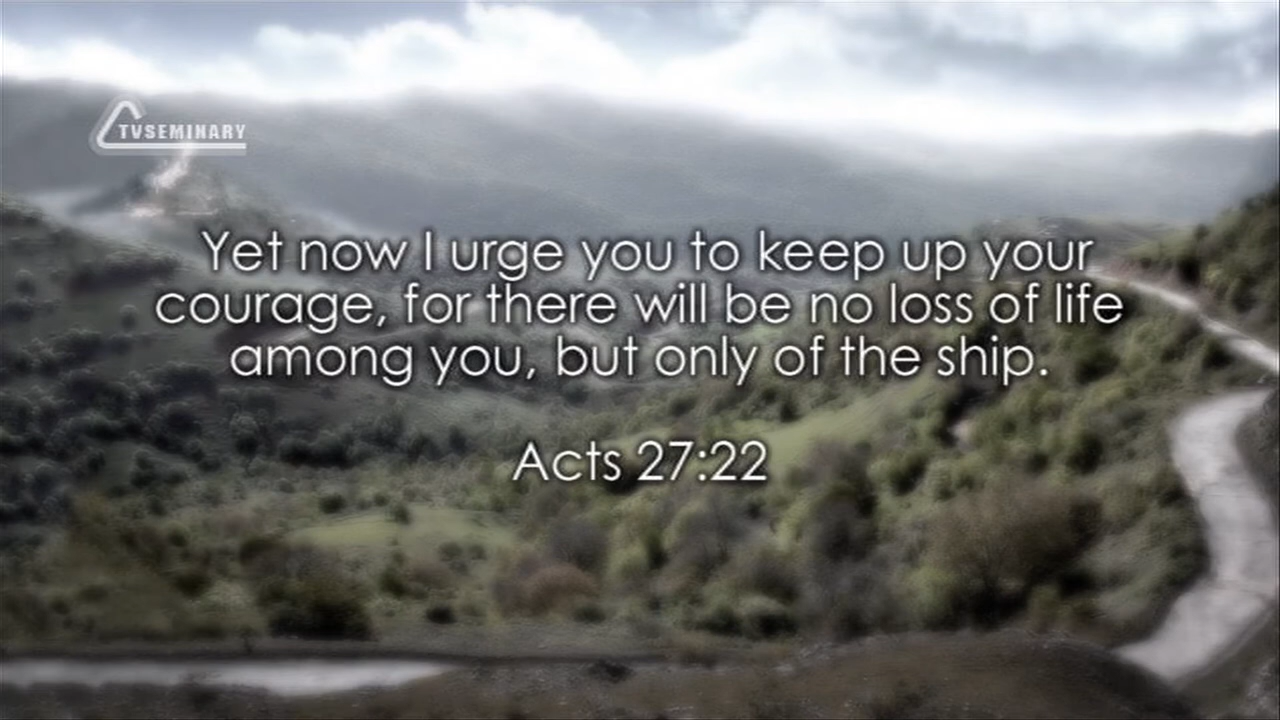 TVSEMINARY
Yet now I urge you to keep up your
courage, for there will be no loss of life
among you, but only of the ship.
Acts 27:22